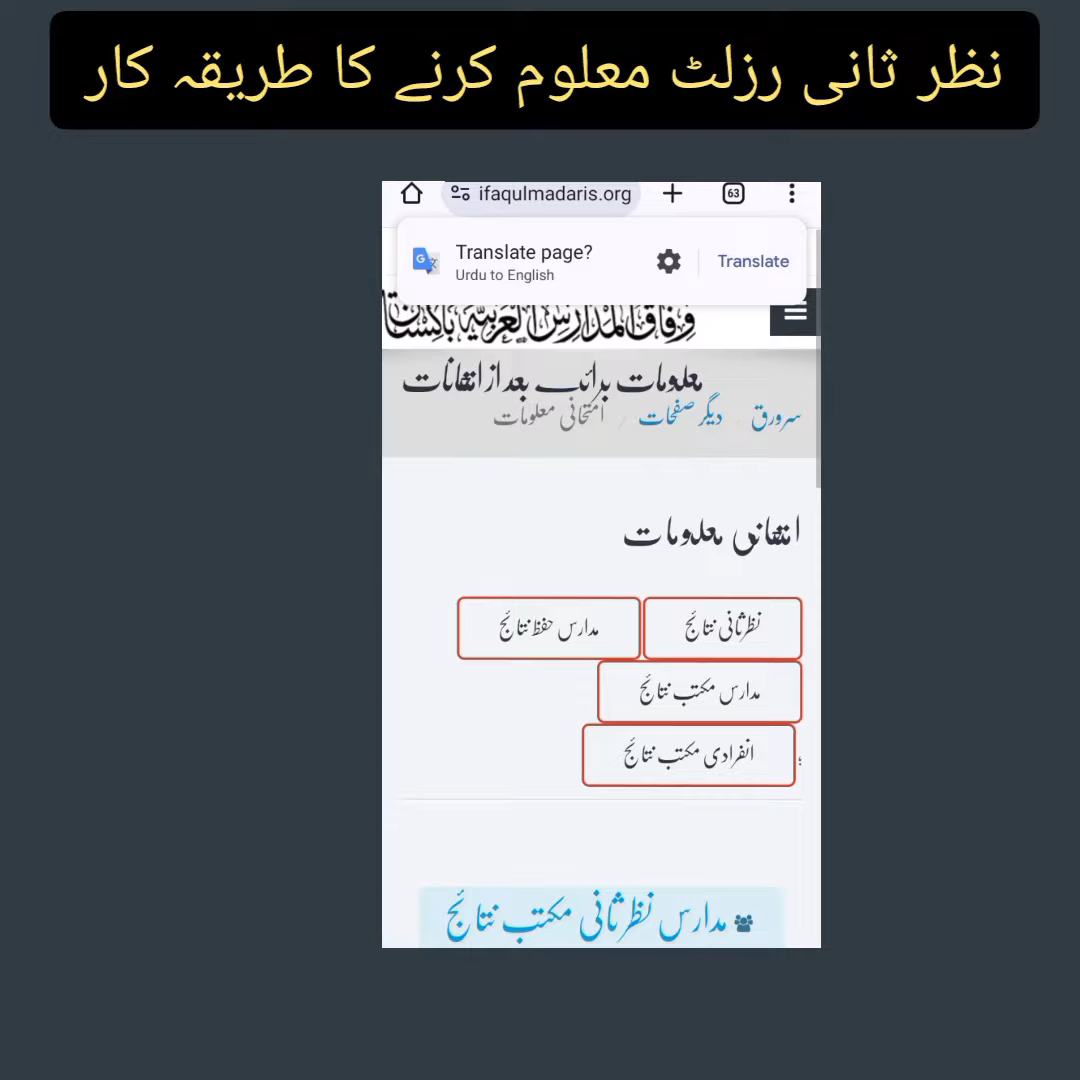 نظر ثانی رزلٹ معلوم کرنے کا طریقہ کار
ifaqulmadaris.org
63
Translate page?
Urdu to English
Translate
وفاق المدارس العربیہ پاکستان
معلومات برائے بعد از امتحانات
سرورق / دیگر صفحات / امتحانی معلومات
امتحانی معلومات
نظرثانی نتائج
مدارس حفظ نتائج
مدارس مکتب نتائج
انفرادی مکتب نتائج
مدارس نظرثانی مکتب نتائج